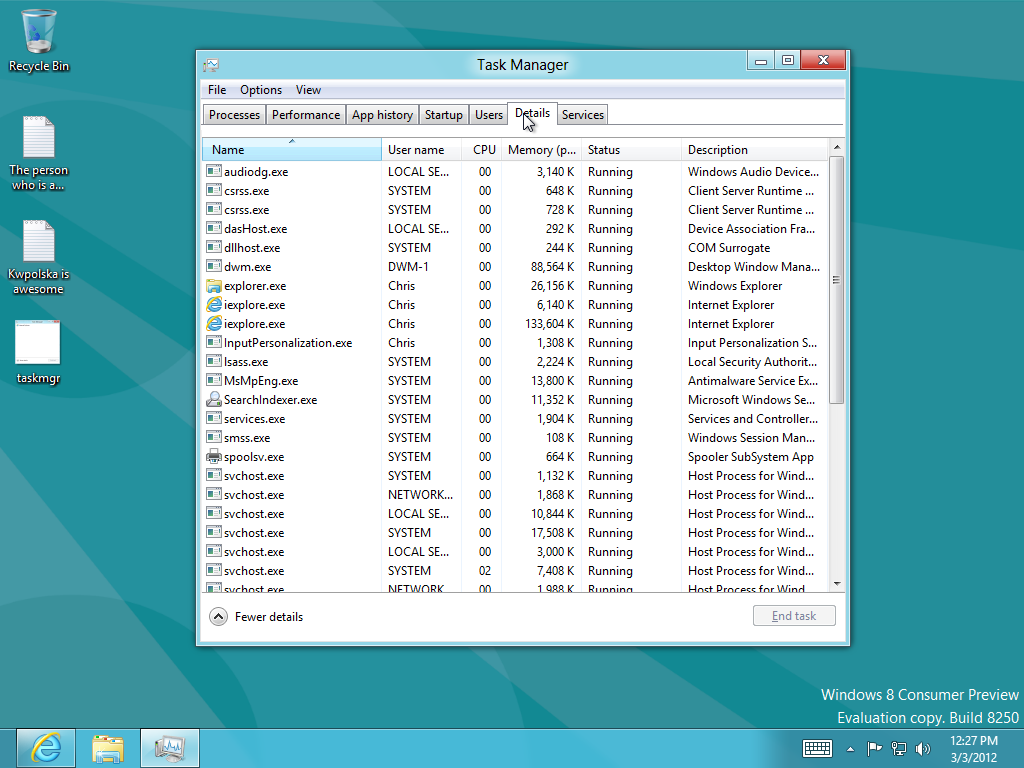 Recycle Bin
The person
who is a...
Kwpolska is
awesome
taskmgr
Task Manager
File Options View
Processes Performance App history Startup Users Details Services
Name User name CPU Memory (p... Status Description
audiodg.exe LOCAL SE... 00 3,140 K Running Windows Audio Device...
csrss.exe SYSTEM 00 648 K Running Client Server Runtime ...
csrss.exe SYSTEM 00 728 K Running Client Server Runtime ...
dasHost.exe LOCAL SE... 00 292 K Running Device Association Fra...
dllhost.exe SYSTEM 00 244 K Running COM Surrogate
dwm.exe DWM-1 00 88,564 K Running Desktop Window Mana...
explorer.exe Chris 00 26,156 K Running Windows Explorer
iexplore.exe Chris 00 6,140 K Running Internet Explorer
iexplore.exe Chris 00 133,604 K Running Internet Explorer
InputPersonalization.exe Chris 00 1,308 K Running Input Personalization S...
lsass.exe SYSTEM 00 2,224 K Running Local Security Authorit...
MsMpEng.exe SYSTEM 00 13,800 K Running Antimalware Service Ex...
SearchIndexer.exe SYSTEM 00 11,352 K Running Microsoft Windows Se...
services.exe SYSTEM 00 1,904 K Running Services and Controller...
smss.exe SYSTEM 00 108 K Running Windows Session Man...
spoolsv.exe SYSTEM 00 664 K Running Spooler SubSystem App
svchost.exe SYSTEM 00 1,132 K Running Host Process for Wind...
svchost.exe NETWORK... 00 1,868 K Running Host Process for Wind...
svchost.exe LOCAL SE... 00 10,844 K Running Host Process for Wind...
svchost.exe SYSTEM 00 17,508 K Running Host Process for Wind...
svchost.exe LOCAL SE... 00 3,000 K Running Host Process for Wind...
svchost.exe SYSTEM 02 7,408 K Running Host Process for Wind...
svchost.exe NETWORK... 00 1,988 K Running Host Process for Wind...
Fewer details End task
Windows 8 Consumer Preview
Evaluation copy. Build 8250
12:27 PM
3/3/2012